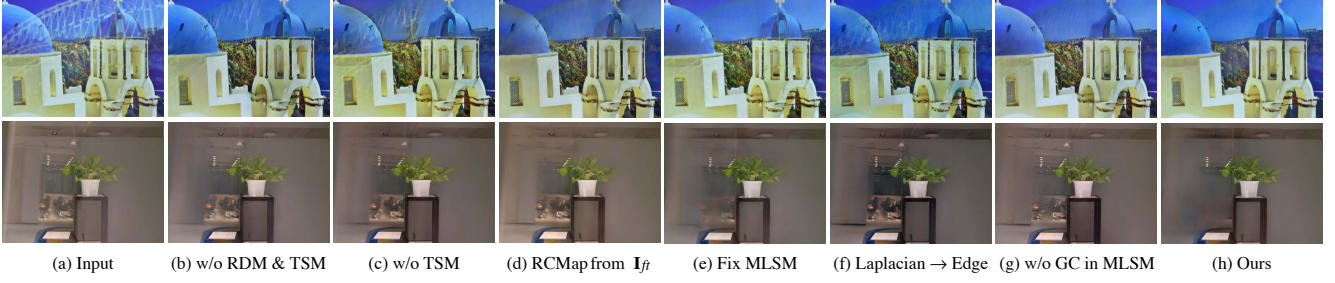 (a) Input (b) w/o RDM & TSM (c) w/o TSM (d) RCMap from I_ft (e) Fix MLSM (f) Laplacian → Edge (g) w/o GC in MLSM (h) Ours